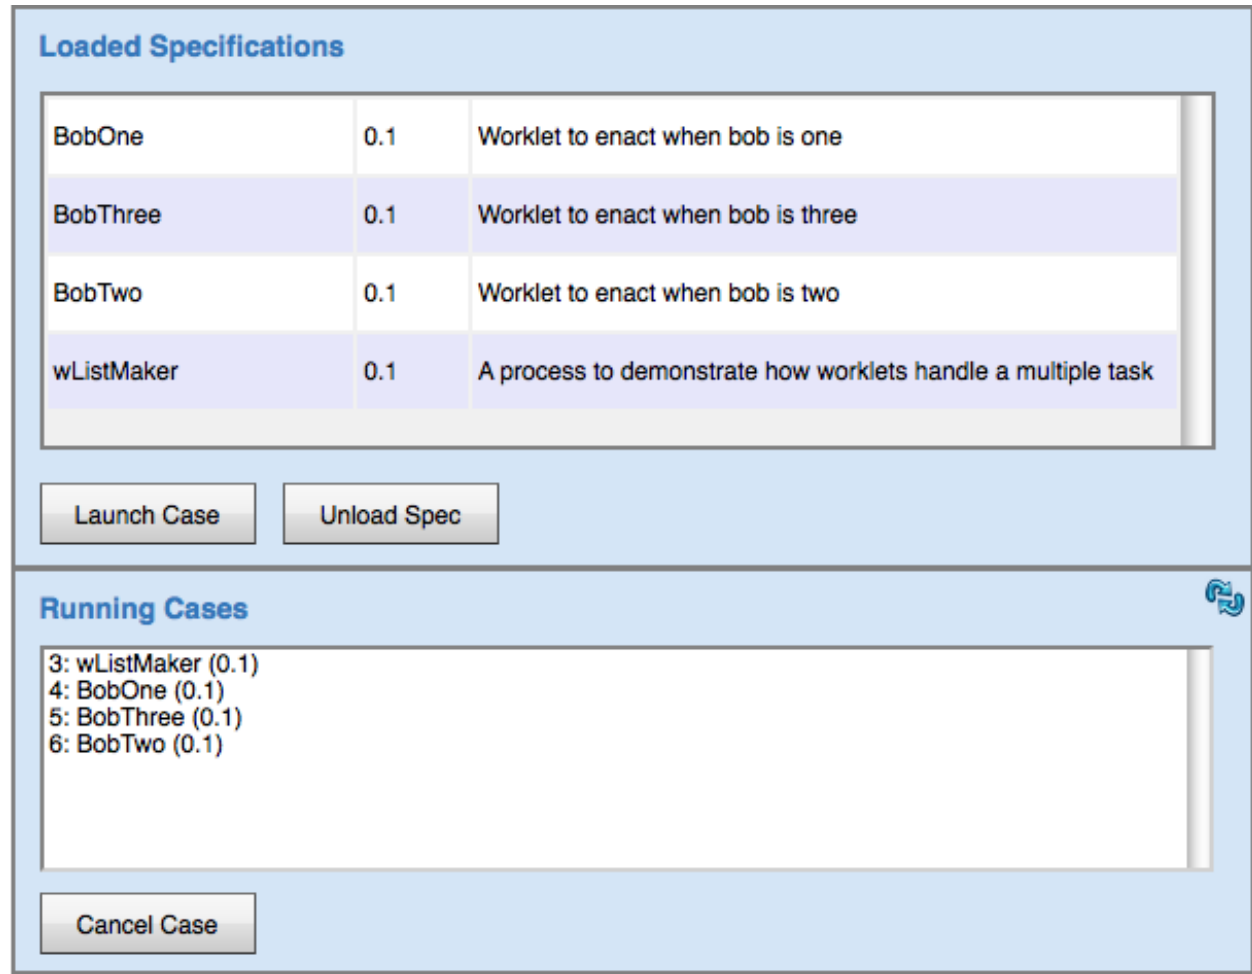 Loaded Specifications
BobOne 0.1 Worklet to enact when bob is one
BobThree 0.1 Worklet to enact when bob is three
BobTwo 0.1 Worklet to enact when bob is two
wListMaker 0.1 A process to demonstrate how worklets handle a multiple task
Launch Case Unload Spec
Running Cases
3: wListMaker (0.1)
4: BobOne (0.1)
5: BobThree (0.1)
6: BobTwo (0.1)
Cancel Case